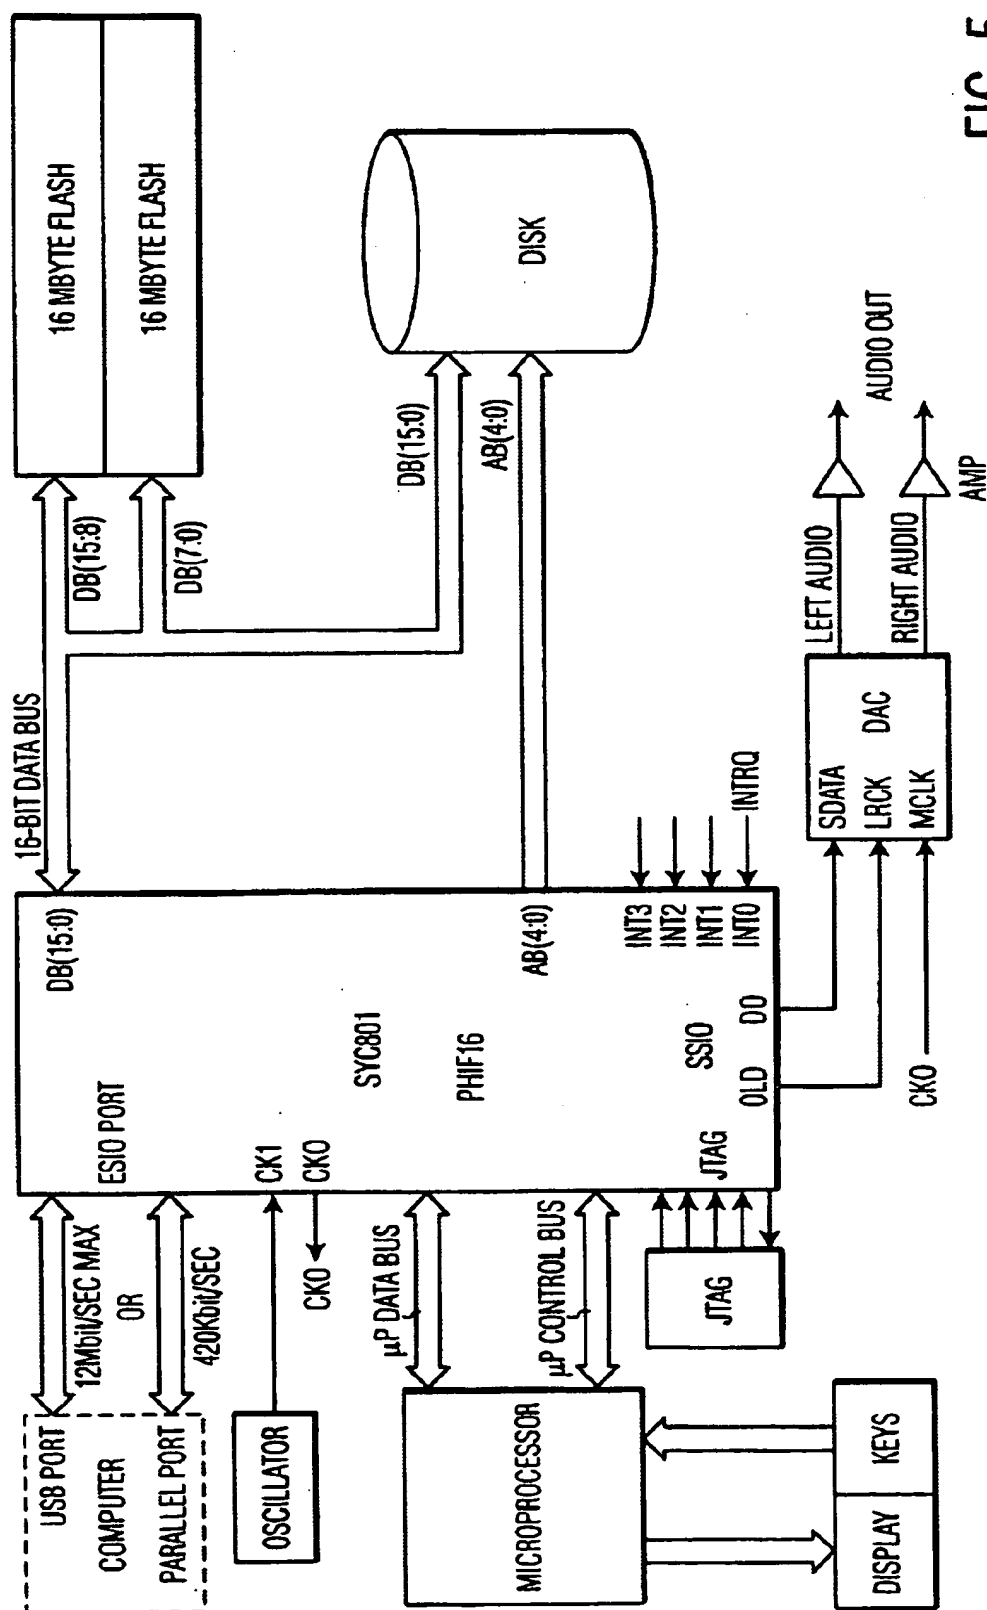 USB PORT
COMPUTER
PARALLEL PORT
12Mbit/SEC MAX
OR
420Kbit/SEC
OSCILLATOR
CKO
MICROPROCESSOR
µP DATA BUS
µP CONTROL BUS
DISPLAY
KEYS
JTAG
ESIO PORT
CK1
CKO
JTAG
DB(15:0)
SYC801
PHIF16
AB(4:0)
SSIO
OLD
DO
INT3
INT2
INT1
INT0
INTRQ
16-BIT DATA BUS
DB(15:8)
DB(7:0)
16 MBYTE FLASH
16 MBYTE FLASH
DB(15:0)
AB(4:0)
DISK
CKO
SDATA
LRCK
MCLK
DAC
LEFT AUDIO
RIGHT AUDIO
AMP
AUDIO OUT
FIG. 5